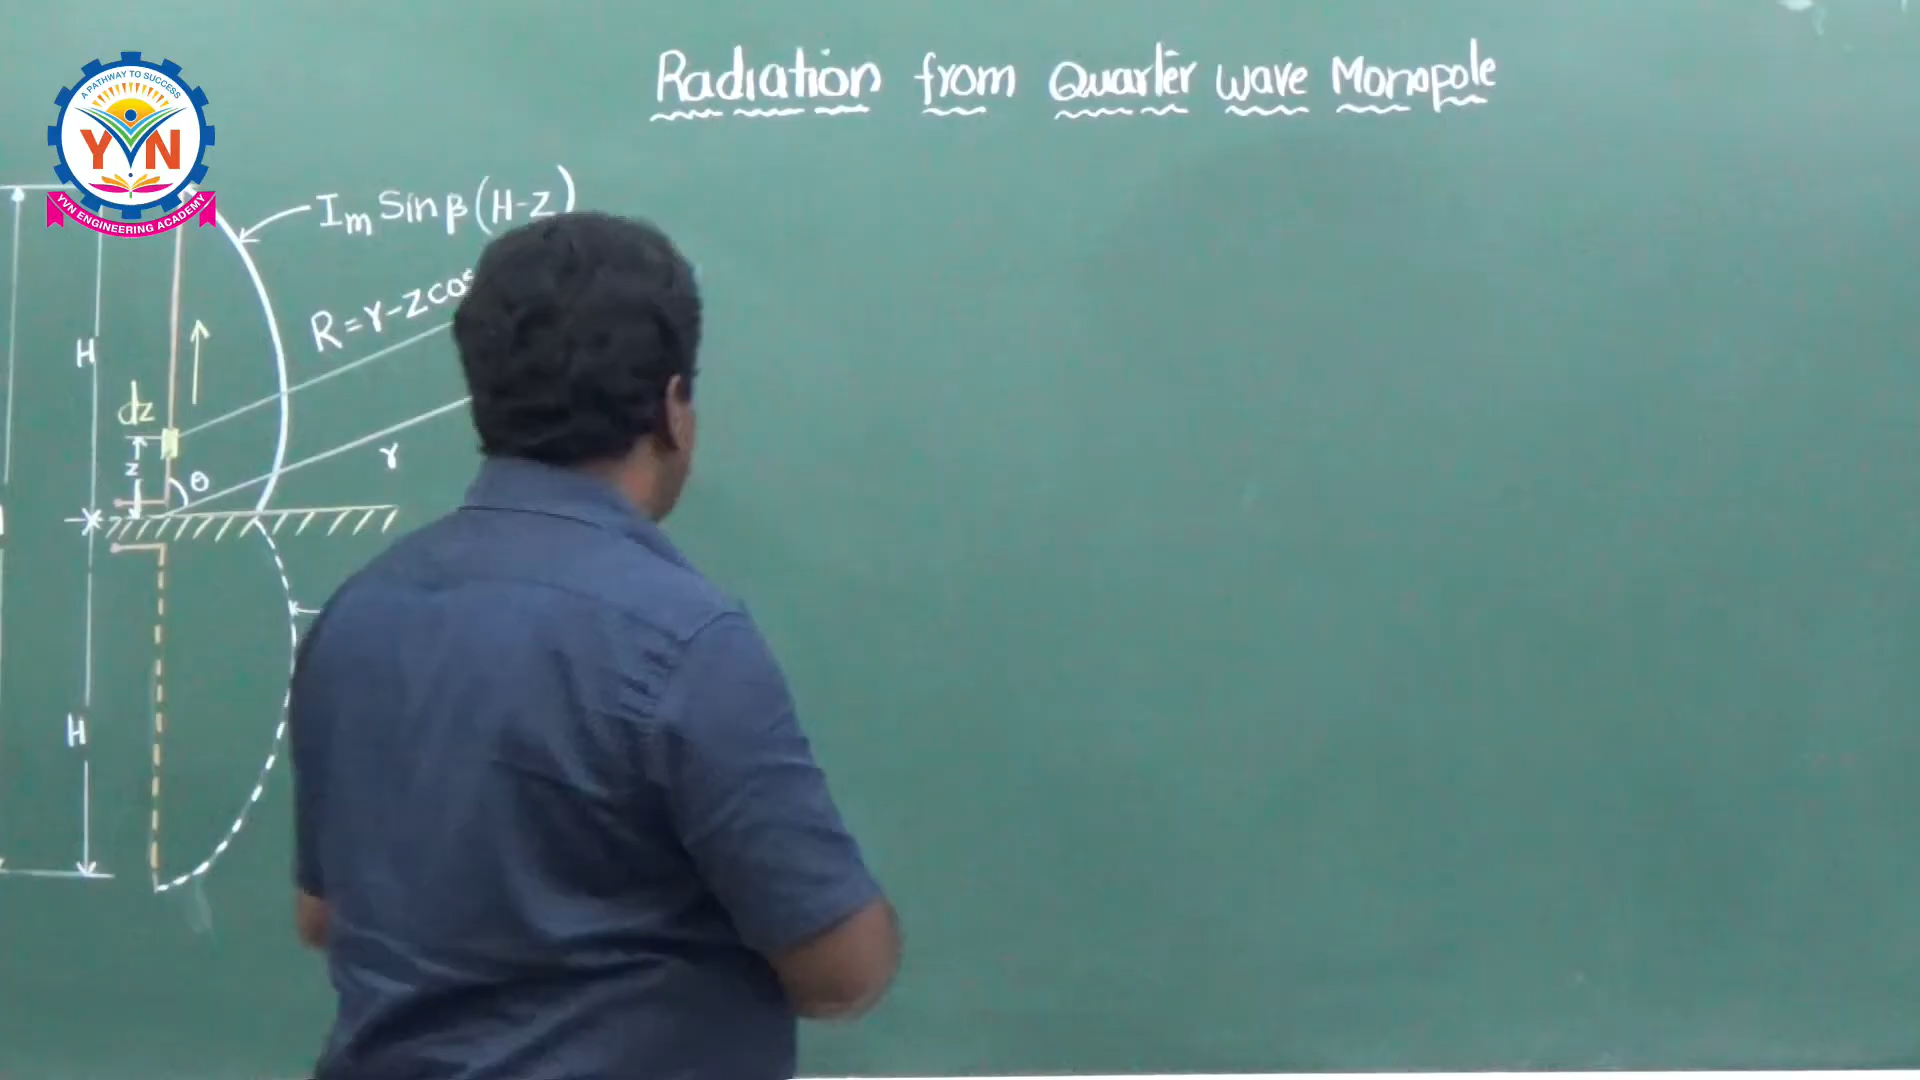 Radiation from Quarter wave Monopole
A PATHWAY TO SUCCESS
YVN
YVN ENGINEERING ACADEMY
Im Sin β (H-Z)
R = r - Z cos
H
dz
z
θ
r
H